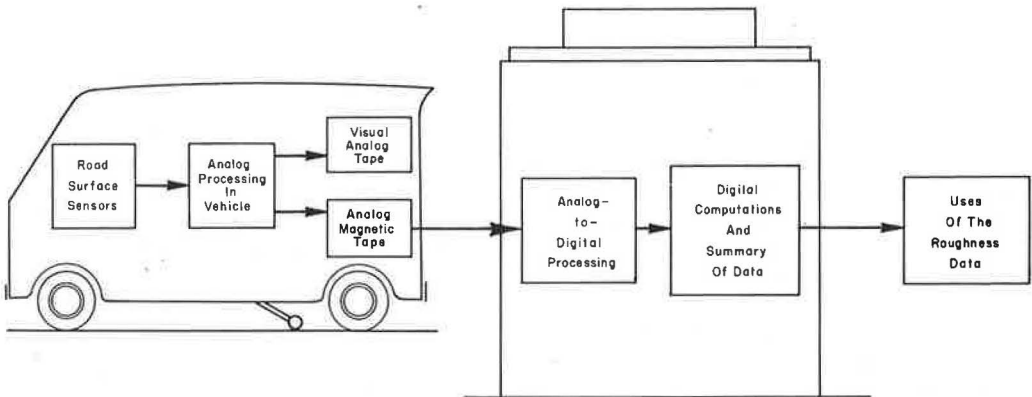 Road
Surface
Sensors
Analog
Processing
In
Vehicle
Visual
Analog
Tape
Analog
Magnetic
Tape
Analog-
to-
Digital
Processing
Digital
Computations
And
Summary
Of Data
Uses
Of The
Roughness
Data